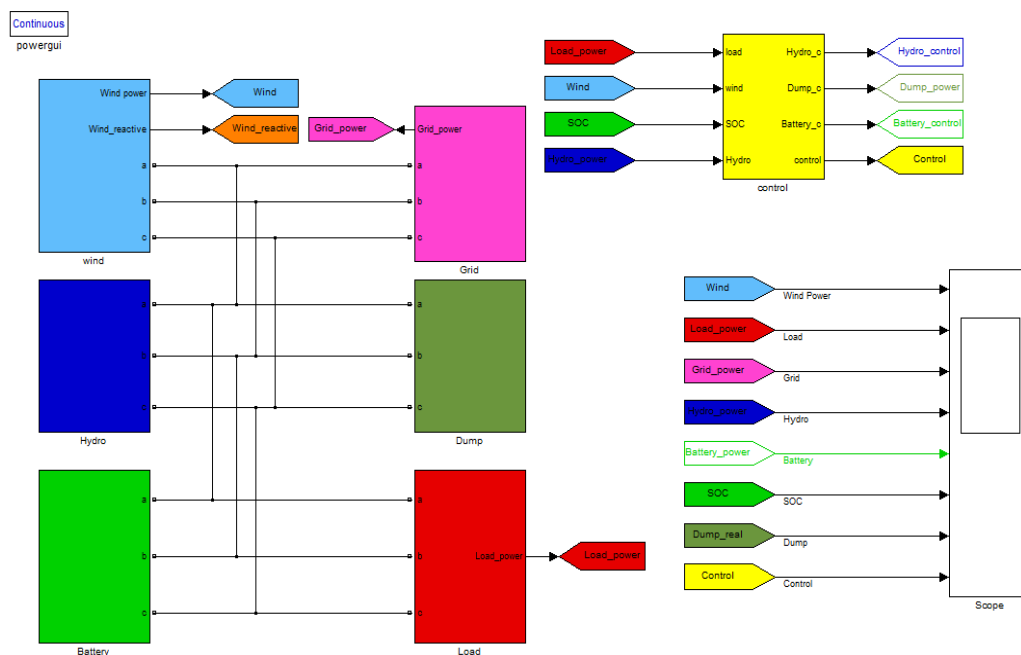 Continuous
powergui
Wind power
Wind
Wind_reactive
Wind_reactive
a
b
c
wind
Grid_power
Grid_power
a
b
c
Grid
Load_power
load
Hydro_c
Hydro_control
Wind
wind
Dump_c
Dump_power
SOC
SOC
Battery_c
Battery_control
Hydro_power
Hydro
control
Control
control
a
b
c
Hydro
a
b
c
Dump
a
b
c
Battery
a
b
c
Load_power
Load_power
Load
Wind
Wind Power
Load_power
Load
Grid_power
Grid
Hydro_power
Hydro
Battery_power
Battery
SOC
SOC
Dump_real
Dump
Control
Control
Scope